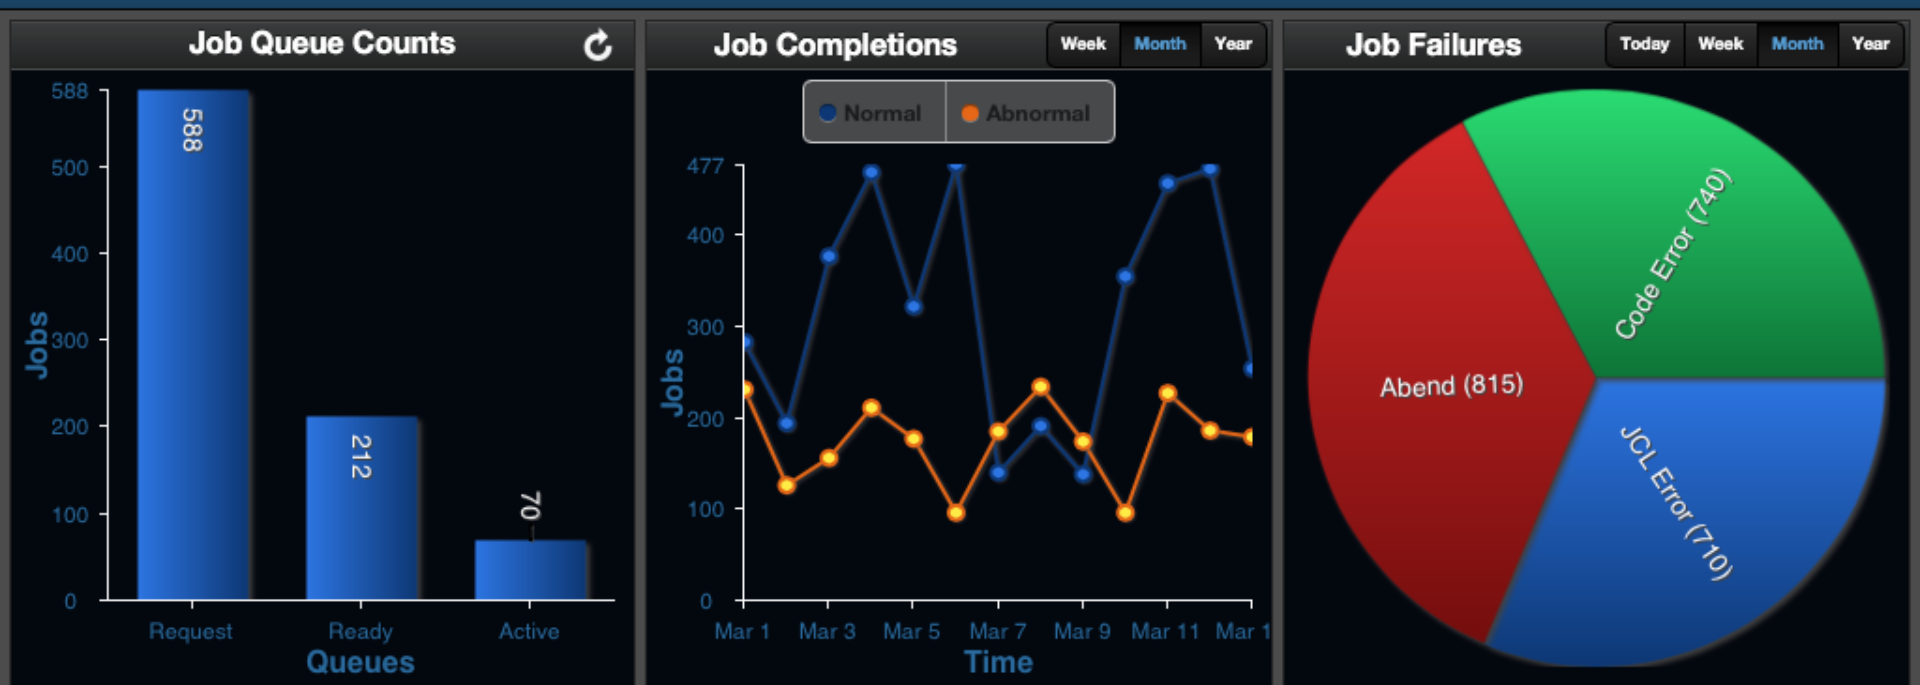 Job Queue Counts
588
500
400
300
200
100
0
Jobs
588
212
70
Request Ready Active
Queues
Job Completions
Week Month Year
Normal Abnormal
477
400
300
200
100
0
Jobs
Mar 1 Mar 3 Mar 5 Mar 7 Mar 9 Mar 11 Mar 1
Time
Job Failures
Today Week Month Year
Code Error (740)
Abend (815)
JCL Error (710)